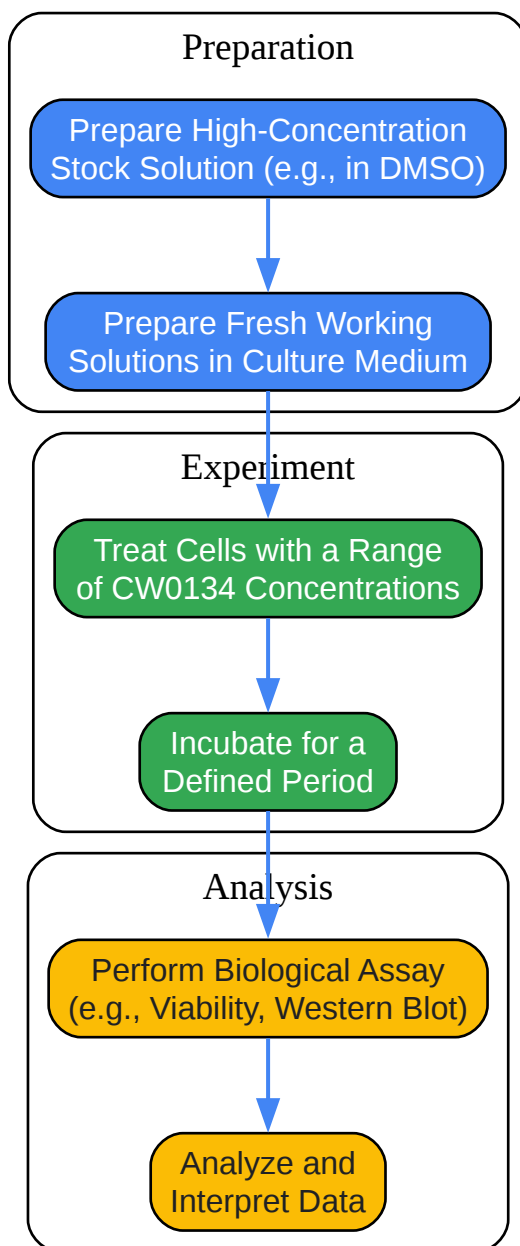 Preparation
Prepare High-Concentration
Stock Solution (e.g., in DMSO)
Prepare Fresh Working
Solutions in Culture Medium
Experiment
Treat Cells with a Range
of CW0134 Concentrations
Incubate for a
Defined Period
Analysis
Perform Biological Assay
(e.g., Viability, Western Blot)
Analyze and
Interpret Data